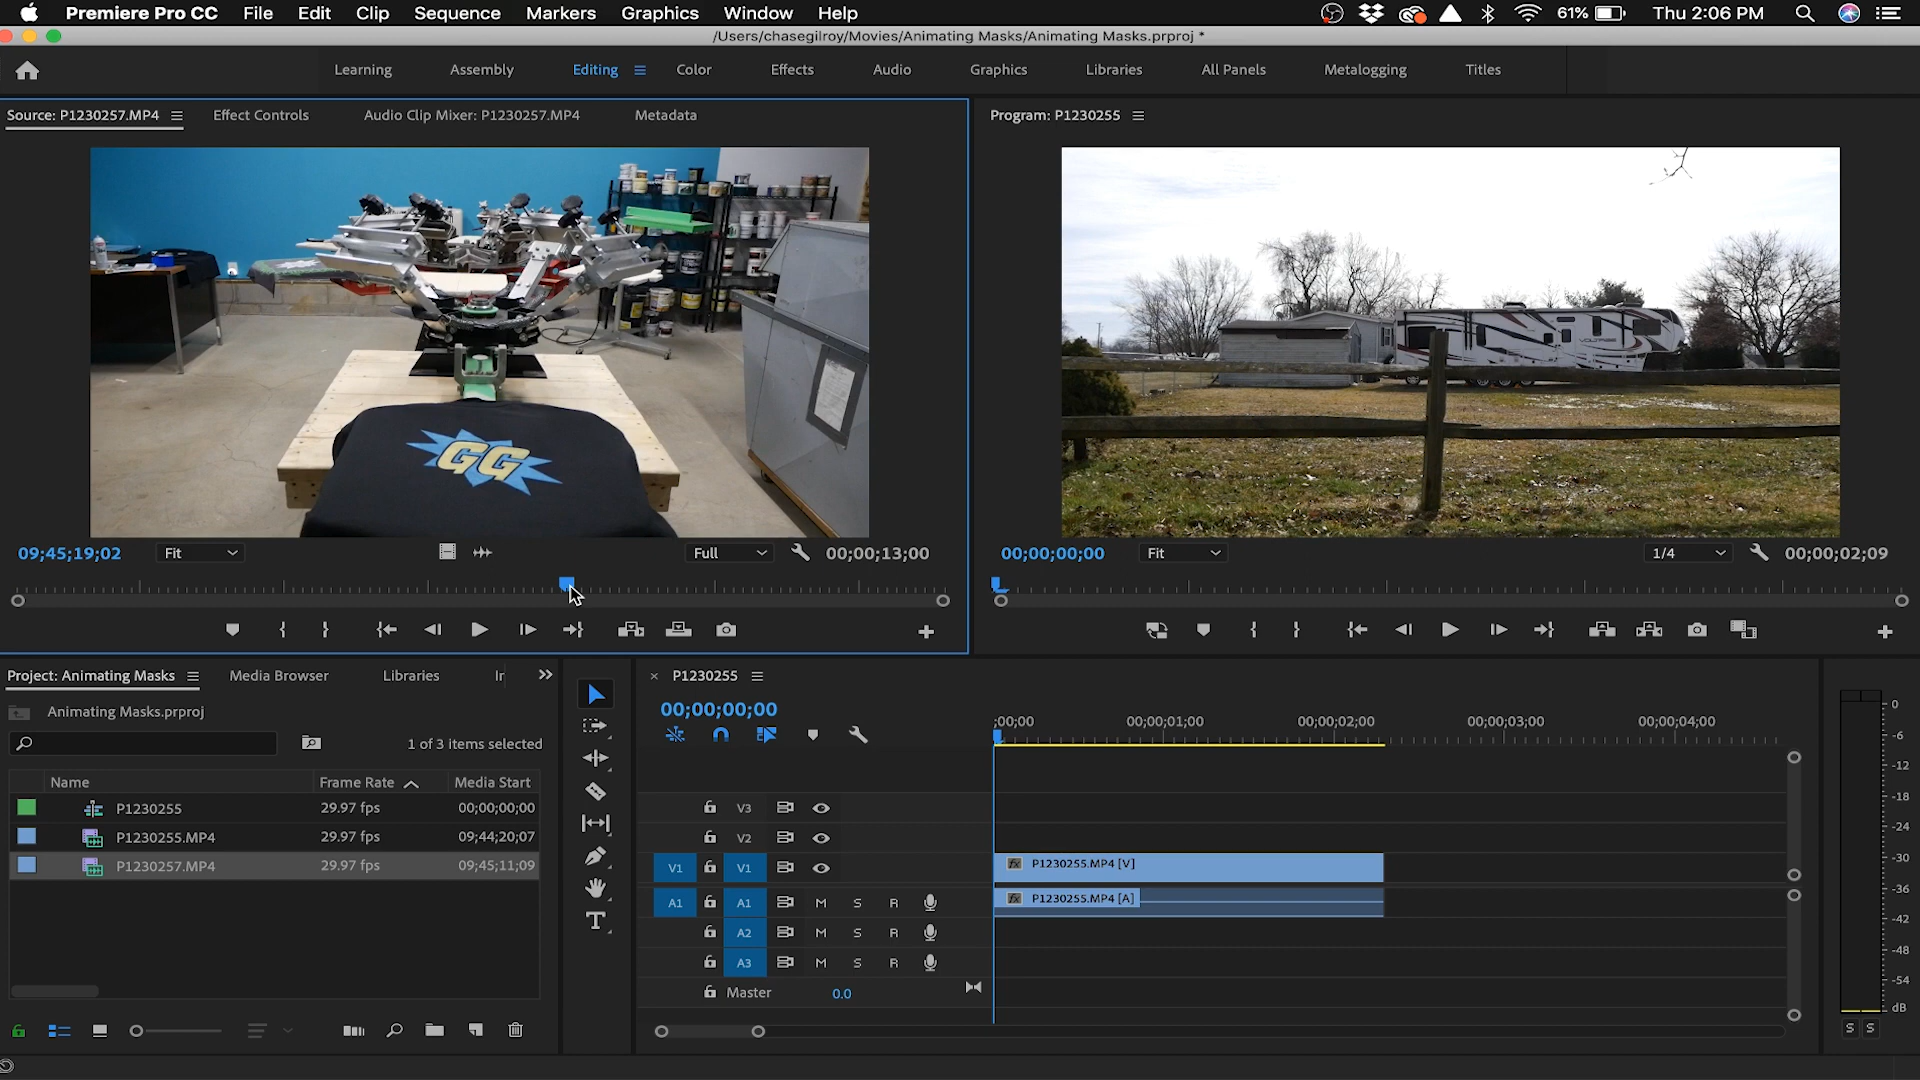 Premiere Pro CC File Edit Clip Sequence Markers Graphics Window Help 61% Thu 2:06 PM
/Users/chasegilroy/Movies/Animating Masks/Animating Masks.prproj *
Learning Assembly Editing Color Effects Audio Graphics Libraries All Panels Metalogging Titles
Source: P1230257.MP4 Effect Controls Audio Clip Mixer: P1230257.MP4 Metadata
Program: P1230255
GG
VOLTAGE
09;45;19;02 Fit Full 00;00;13;00
00;00;00;00 Fit 1/4 00;00;02;09
Project: Animating Masks Media Browser Libraries Ir
Animating Masks.prproj
1 of 3 items selected
Name Frame Rate Media Start
P1230255 29.97 fps 00;00;00;00
P1230255.MP4 29.97 fps 09;44;20;07
P1230257.MP4 29.97 fps 09;45;11;09
P1230255
00;00;00;00
;00;00 00;00;01;00 00;00;02;00 00;00;03;00 00;00;04;00
V3
V2
V1 V1 P1230255.MP4 [V]
A1 A1 M S R P1230255.MP4 [A]
A2 M S R
A3 M S R
Master 0.0
0
-6
-12
-18
-24
-30
-36
-42
-48
-54
dB
S S